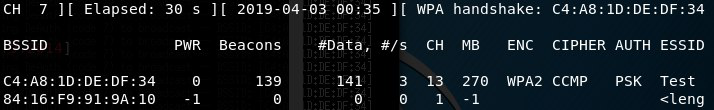 CH 7 ][ Elapsed: 30 s ][ 2019-04-03 00:35 ][ WPA handshake: C4:A8:1D:DE:DF:34
BSSID PWR Beacons #Data, #/s CH MB ENC CIPHER AUTH ESSID
C4:A8:1D:DE:DF:34 0 139 141 3 13 270 WPA2 CCMP PSK Test
84:16:F9:91:9A:10 -1 0 0 0 1 -1 <leng